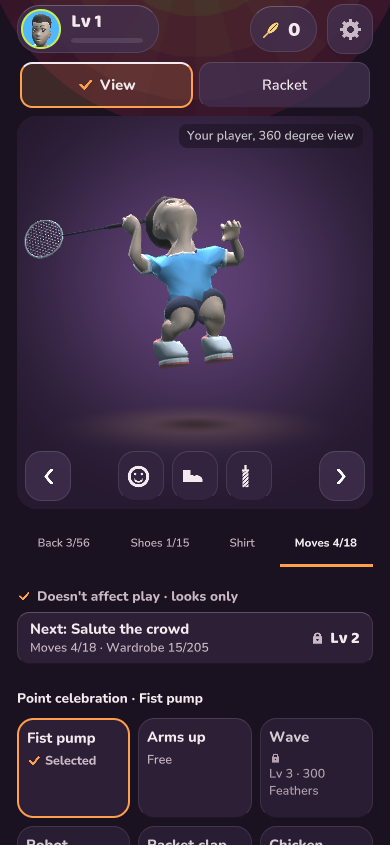 Lv 1
0
View
Racket
Your player, 360 degree view
Back 3/56
Shoes 1/15
Shirt
Moves 4/18
Doesn't affect play · looks only
Next: Salute the crowd
Moves 4/18 · Wardrobe 15/205
Lv 2
Point celebration · Fist pump
Fist pump
Selected
Arms up
Free
Wave
Lv 3 · 300
Feathers
Robot
Racket clap
Chicken